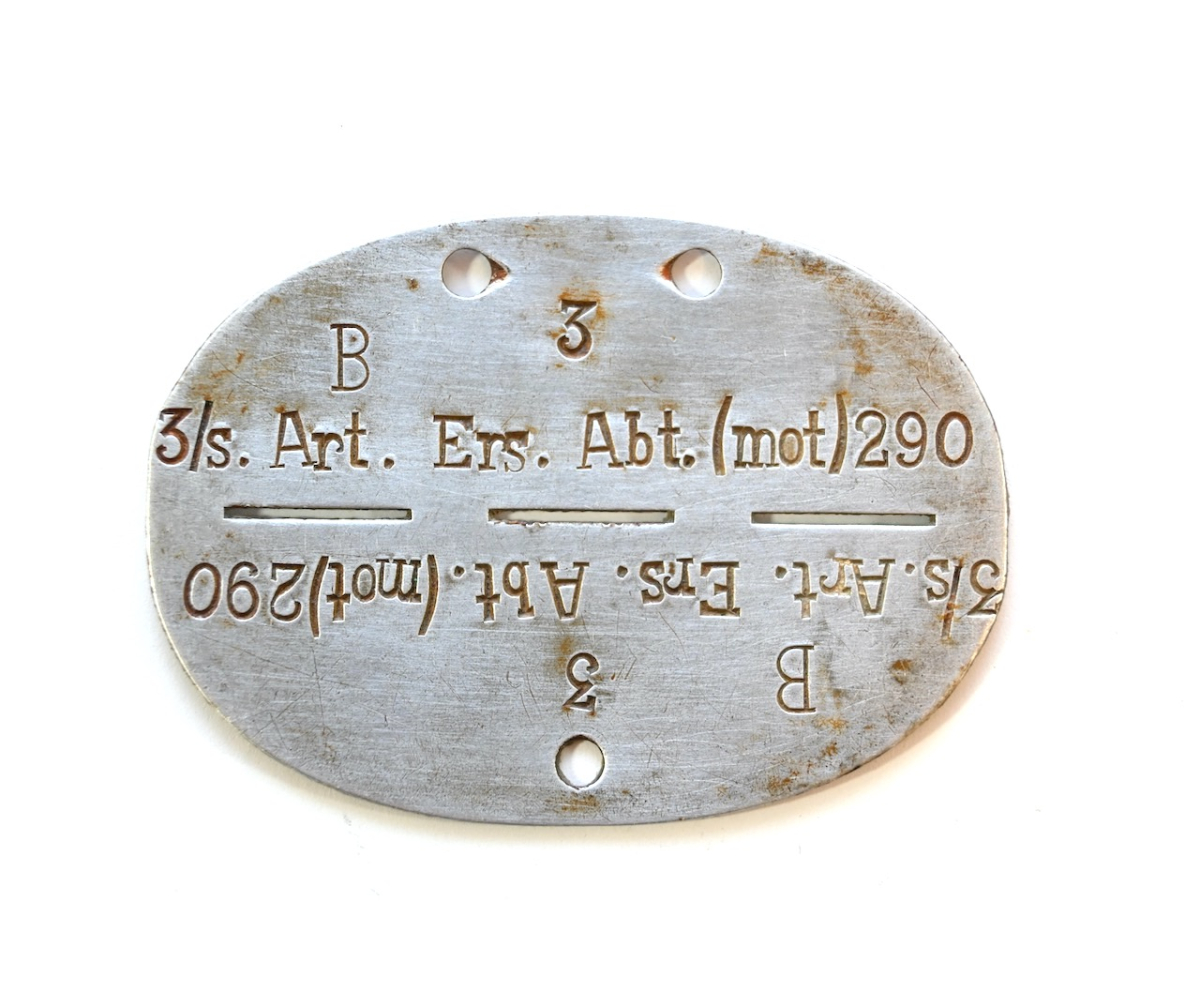 3
B
3/s. Art. Ers. Abt.(mot)290
3/s. Art. Ers. Abt.(mot)290
B
3